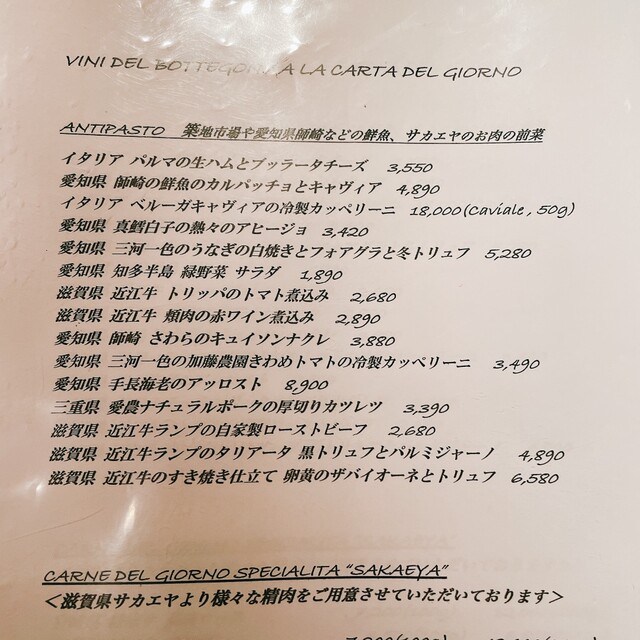 VINI DEL BOTTEGONE A LA CARTA DEL GIORNO
ANTIPASTO 築地市場や愛知県師崎などの鮮魚、サカエヤのお肉の前菜
イタリア パルマの生ハムとブッラータチーズ 3,550
愛知県 師崎の鮮魚のカルパッチョとキャヴィア 4,890
イタリア ベルーガキャヴィアの冷製カッペリーニ 18,000(caviale, 50g)
愛知県 真鱈白子の熱々のアヒージョ 3,420
愛知県 三河一色のうなぎの白焼きとフォアグラと冬トリュフ 5,280
愛知県 知多半島 緑野菜 サラダ 1,890
滋賀県 近江牛 トリッパのトマト煮込み 2,680
滋賀県 近江牛 頬肉の赤ワイン煮込み 2,890
愛知県 師崎 さわらのキュイソンナクレ 3,880
愛知県 三河一色の加藤農園きわめトマトの冷製カッペリーニ 3,490
愛知県 手長海老のアッロスト 8,900
三重県 愛農ナチュラルポークの厚切りカツレツ 3,390
滋賀県 近江牛ランプの自家製ローストビーフ 2,680
滋賀県 近江牛ランプのタリアータ 黒トリュフとパルミジャーノ 4,890
滋賀県 近江牛のすき焼き仕立て 卵黄のザバイオーネとトリュフ 6,580
CARNE DEL GIORNO SPECIALITA "SAKAEYA"
＜滋賀県サカエヤより様々な精肉をご用意させていただいております＞